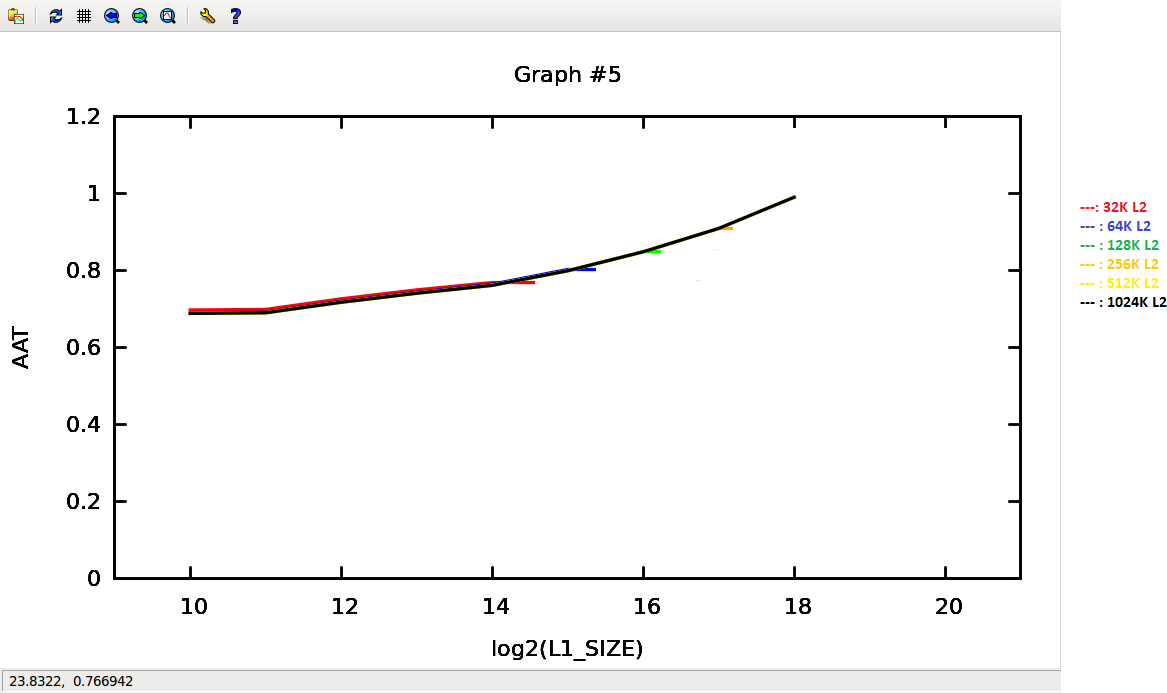 Graph #5
1.2
1
0.8
0.6
0.4
0.2
0
AAT
10 12 14 16 18 20
log2(L1_SIZE)
---: 32K L2
--- : 64K L2
--- : 128K L2
--- : 256K L2
--- : 512K L2
--- : 1024K L2
23.8322, 0.766942